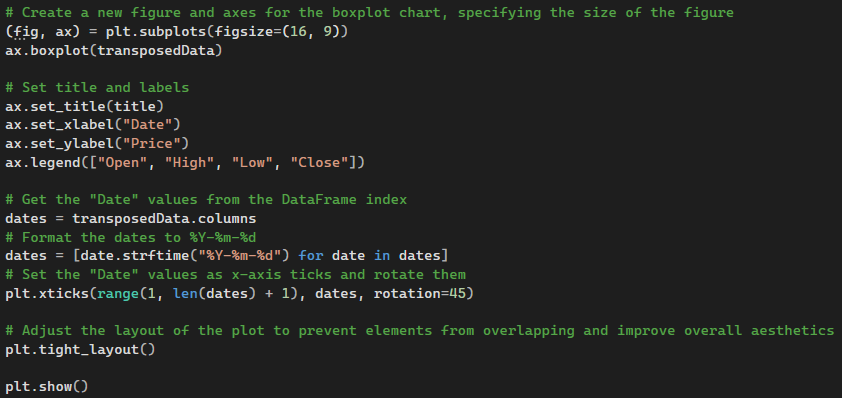 # Create a new figure and axes for the boxplot chart, specifying the size of the figure
(fig, ax) = plt.subplots(figsize=(16, 9))
ax.boxplot(transposedData)

# Set title and labels
ax.set_title(title)
ax.set_xlabel("Date")
ax.set_ylabel("Price")
ax.legend(["Open", "High", "Low", "Close"])

# Get the "Date" values from the DataFrame index
dates = transposedData.columns
# Format the dates to %Y-%m-%d
dates = [date.strftime("%Y-%m-%d") for date in dates]
# Set the "Date" values as x-axis ticks and rotate them
plt.xticks(range(1, len(dates) + 1), dates, rotation=45)

# Adjust the layout of the plot to prevent elements from overlapping and improve overall aesthetics
plt.tight_layout()

plt.show()